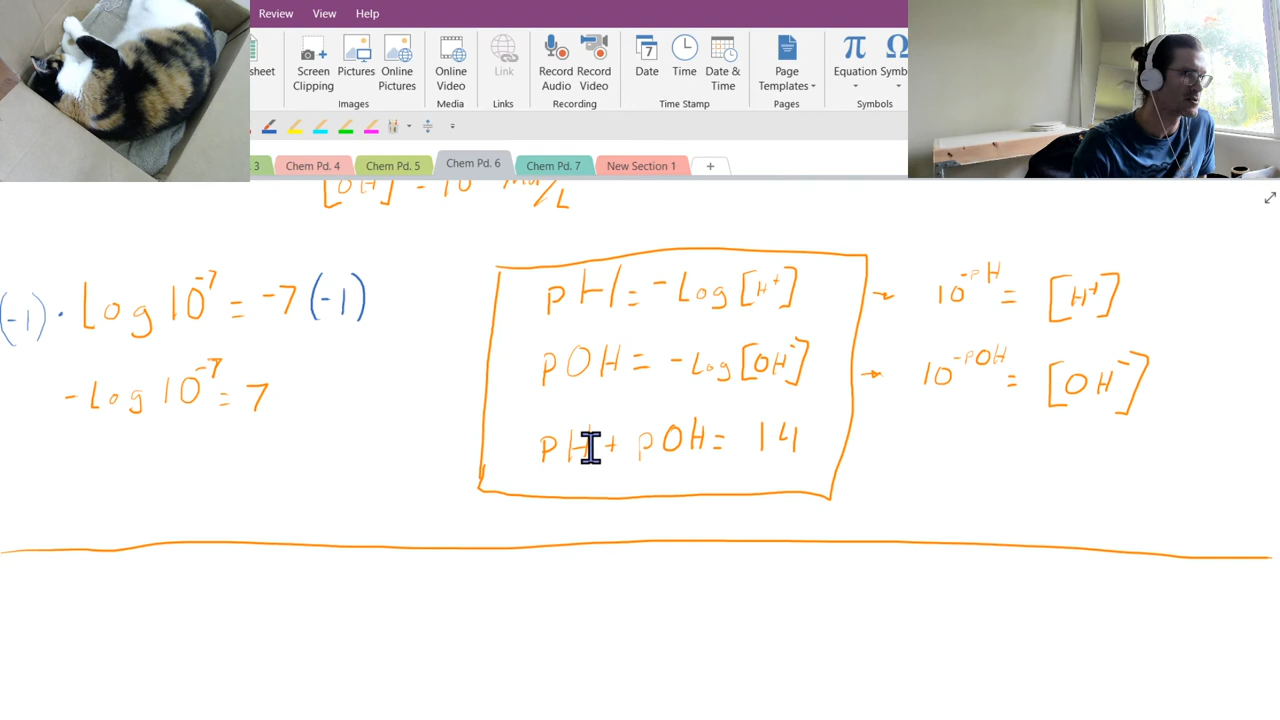 Review View Help
Screen Clipping
Pictures
Online Pictures
Online Video
Link
Record Audio
Record Video
Date
Time
Date & Time
Page Templates
Equation
Images
Media
Links
Recording
Time Stamp
Pages
Symbols
3 Chem Pd. 4 Chem Pd. 5 Chem Pd. 6 Chem Pd. 7 New Section 1 +
(-1) · Log 10⁻⁷ = -7 (-1)
-Log 10⁻⁷ = 7
pH = -Log [H⁺] → 10^-pH = [H⁺]
pOH = -Log [OH⁻] → 10^-pOH = [OH⁻]
pH + pOH = 14